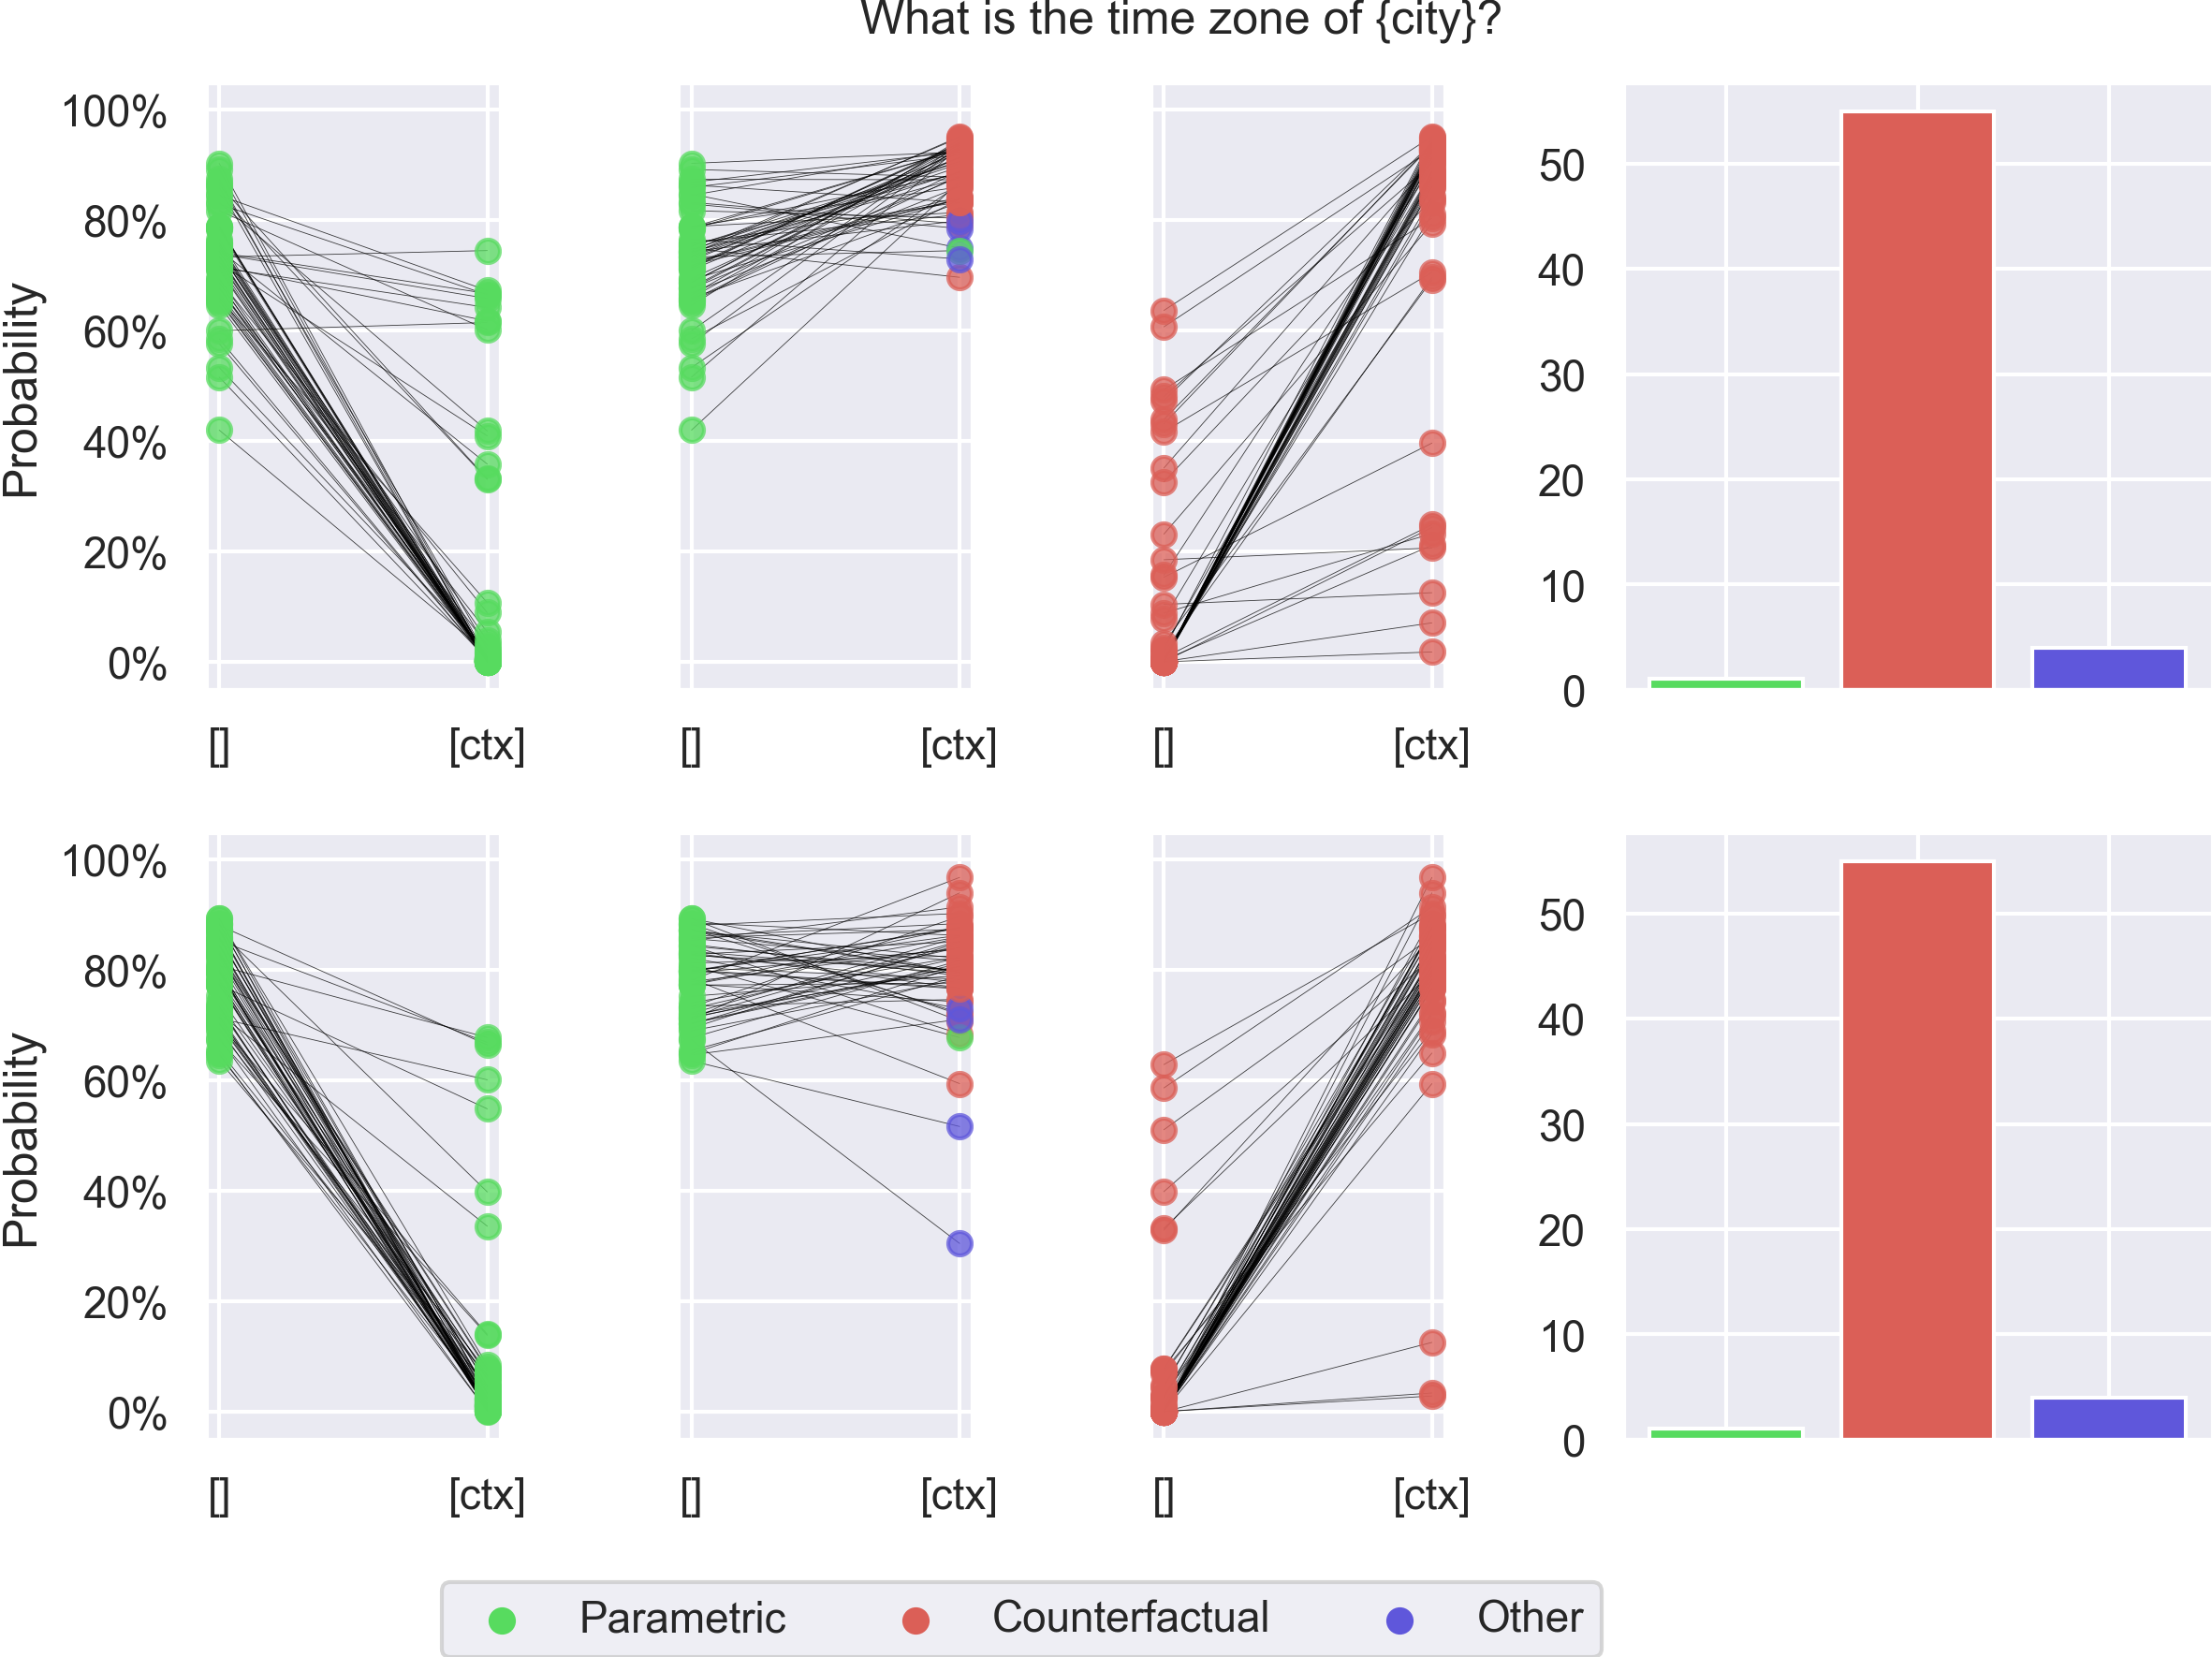 What is the time zone of {city}?
Probability
100%
80%
60%
40%
20%
0%
[] [ctx]
[] [ctx]
[] [ctx]
50
40
30
20
10
0
Probability
100%
80%
60%
40%
20%
0%
[] [ctx]
[] [ctx]
[] [ctx]
50
40
30
20
10
0
Parametric Counterfactual Other